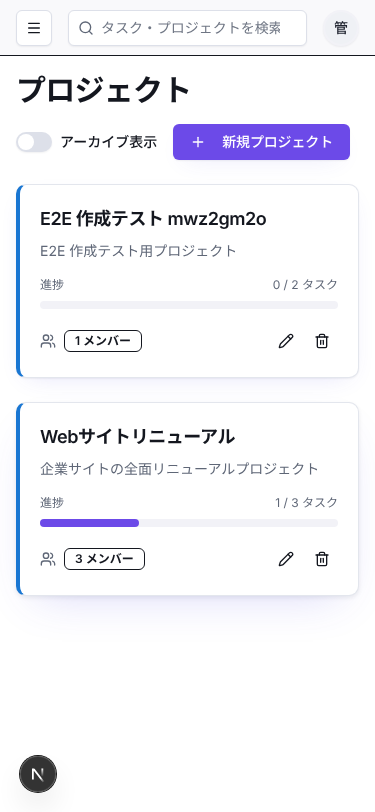 タスク・プロジェクトを検索
管
プロジェクト
アーカイブ表示
新規プロジェクト
E2E 作成テスト mwz2gm2o
E2E 作成テスト用プロジェクト
進捗
0 / 2 タスク
1 メンバー
Webサイトリニューアル
企業サイトの全面リニューアルプロジェクト
進捗
1 / 3 タスク
3 メンバー
N